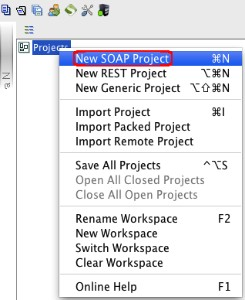 Projects
New SOAP Project ⌘N
New REST Project ⌥⌘N
New Generic Project ⌥⇧⌘N
Import Project ⌘I
Import Packed Project
Import Remote Project
Save All Projects ^⌥S
Open All Closed Projects
Close All Open Projects
Rename Workspace F2
New Workspace
Switch Workspace
Clear Workspace
Online Help F1